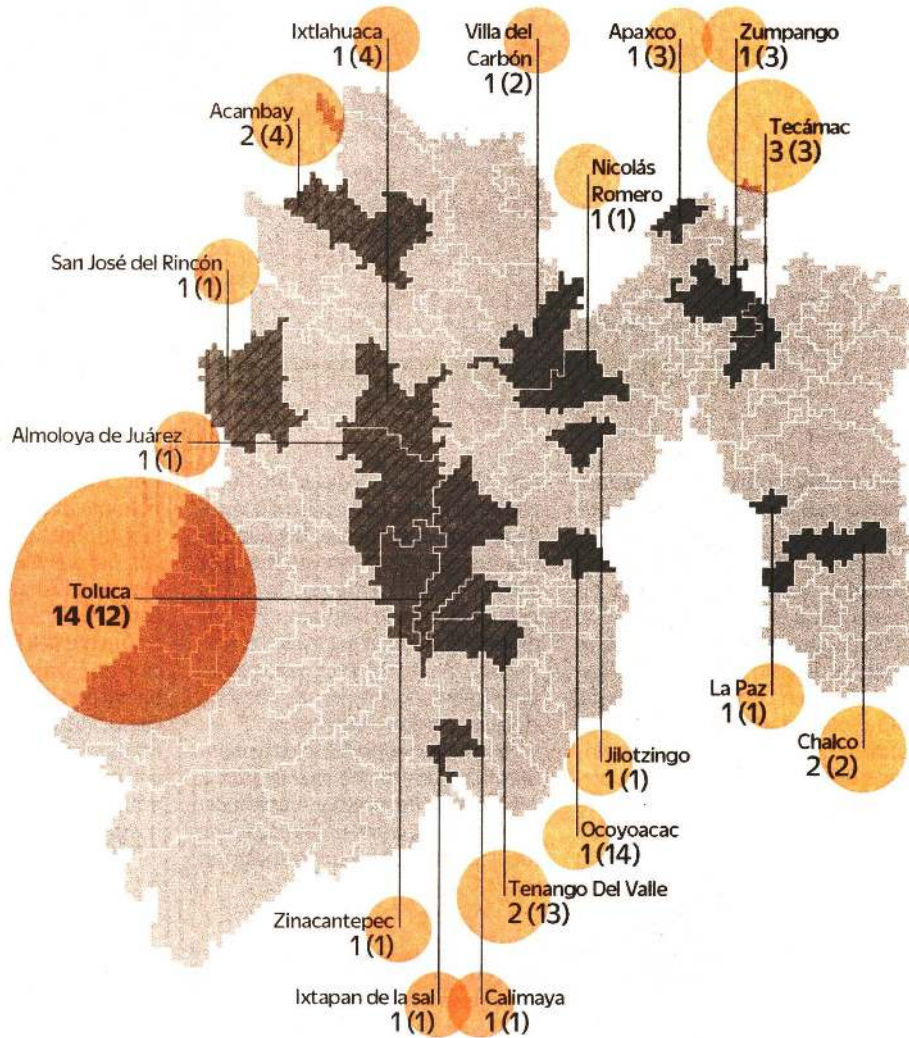 Ixtlahuaca
1 (4)
Villa del
Carbón
1 (2)
Apaxco
1 (3)
Zumpango
1 (3)
Acambay
2 (4)
Tecámac
3 (3)
Nicolás
Romero
1 (1)
San José del Rincón
1 (1)
Almoloya de Juárez
1 (1)
Toluca
14 (12)
La Paz
1 (1)
Chalco
2 (2)
Jilotzingo
1 (1)
Ocoyoacac
1 (14)
Tenango Del Valle
2 (13)
Zinacantepec
1 (1)
Ixtapan de la sal
1 (1)
Calimaya
1 (1)